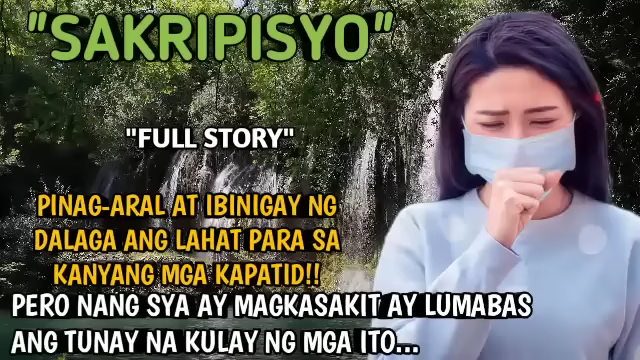 "SAKRIPISYO"
"FULL STORY"
PINAG-ARAL AT IBINIGAY NG
DALAGA ANG LAHAT PARA SA
KANYANG MGA KAPATID!!
PERO NANG SYA AY MAGKASAKIT AY LUMABAS
ANG TUNAY NA KULAY NG MGA ITO...